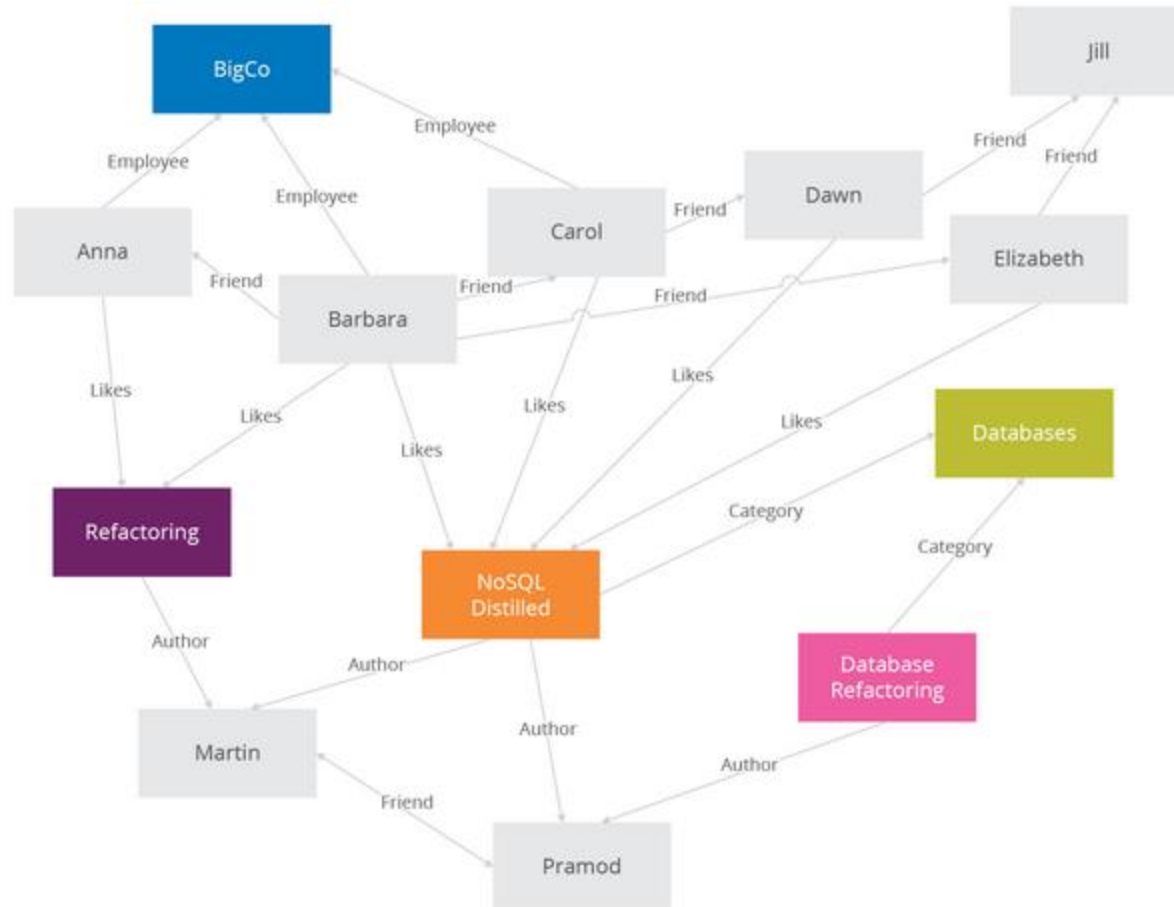 BigCo
Jill
Employee
Friend
Employee
Friend
Employee
Dawn
Friend
Carol
Anna
Elizabeth
Friend
Friend
Friend
Barbara
Likes
Likes
Likes
Likes
Likes
Likes
Databases
Category
Refactoring
Category
NoSQL
Distilled
Author
Author
Database
Refactoring
Author
Martin
Author
Friend
Pramod